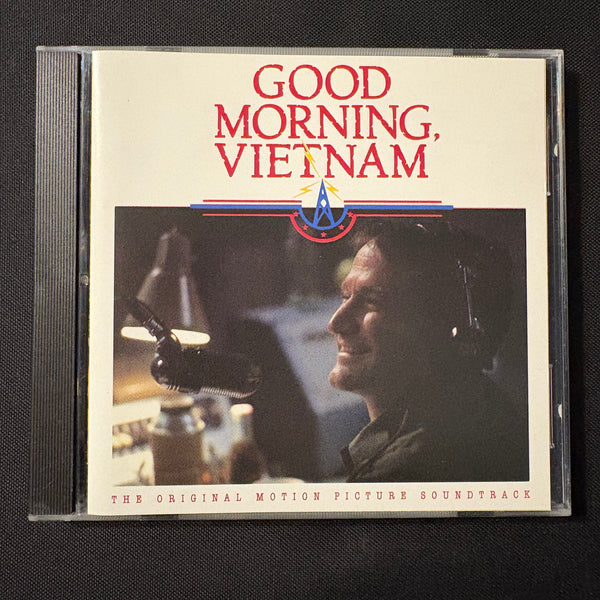 GOOD
MORNING,
VIETNAM
THE ORIGINAL MOTION PICTURE SOUNDTRACK